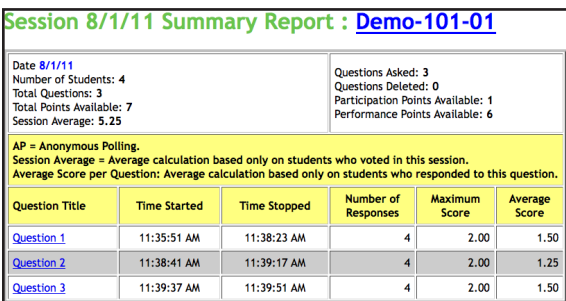 Session 8/1/11 Summary Report : Demo-101-01
Date 8/1/11
Number of Students: 4
Total Questions: 3
Total Points Available: 7
Session Average: 5.25
Questions Asked: 3
Questions Deleted: 0
Participation Points Available: 1
Performance Points Available: 6
AP = Anonymous Polling.
Session Average = Average calculation based only on students who voted in this session.
Average Score per Question: Average calculation based only on students who responded to this question.
Question Title Time Started Time Stopped Number of Responses Maximum Score Average Score
Question 1 11:35:51 AM 11:38:23 AM 4 2.00 1.50
Question 2 11:38:41 AM 11:39:17 AM 4 2.00 1.25
Question 3 11:39:37 AM 11:39:51 AM 4 2.00 1.50